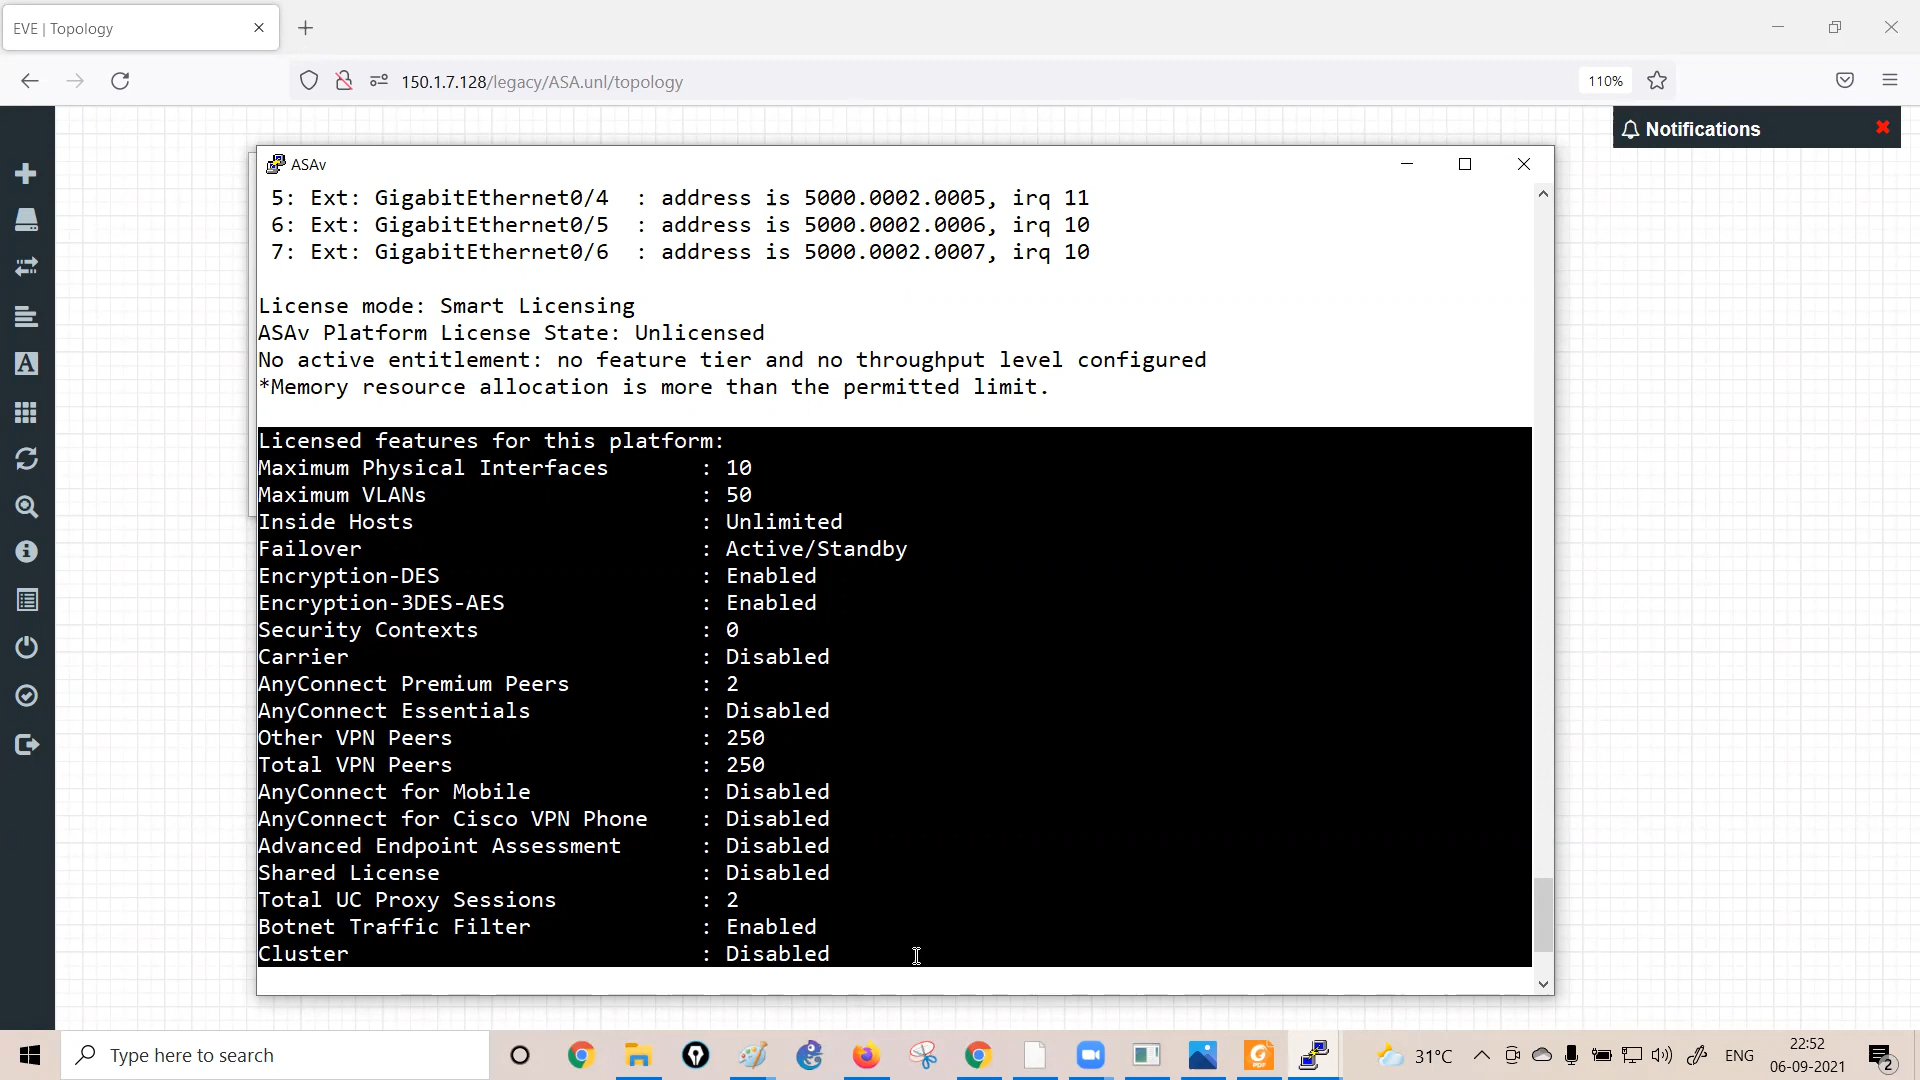 EVE | Topology
150.1.7.128/legacy/ASA.unl/topology
110%
Notifications
ASAv
5: Ext: GigabitEthernet0/4 : address is 5000.0002.0005, irq 11
6: Ext: GigabitEthernet0/5 : address is 5000.0002.0006, irq 10
7: Ext: GigabitEthernet0/6 : address is 5000.0002.0007, irq 10
License mode: Smart Licensing
ASAv Platform License State: Unlicensed
No active entitlement: no feature tier and no throughput level configured
*Memory resource allocation is more than the permitted limit.
Licensed features for this platform:
Maximum Physical Interfaces : 10
Maximum VLANs : 50
Inside Hosts : Unlimited
Failover : Active/Standby
Encryption-DES : Enabled
Encryption-3DES-AES : Enabled
Security Contexts : 0
Carrier : Disabled
AnyConnect Premium Peers : 2
AnyConnect Essentials : Disabled
Other VPN Peers : 250
Total VPN Peers : 250
AnyConnect for Mobile : Disabled
AnyConnect for Cisco VPN Phone : Disabled
Advanced Endpoint Assessment : Disabled
Shared License : Disabled
Total UC Proxy Sessions : 2
Botnet Traffic Filter : Enabled
Cluster : Disabled
Type here to search
31°C
ENG
22:52
06-09-2021
2